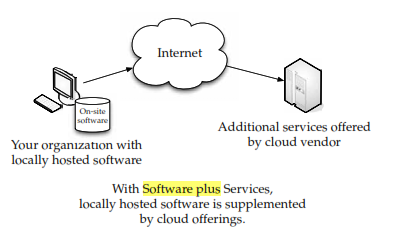 Internet
On-site
software
Your organization with
locally hosted software
Additional services offered
by cloud vendor
With Software plus Services,
locally hosted software is supplemented
by cloud offerings.